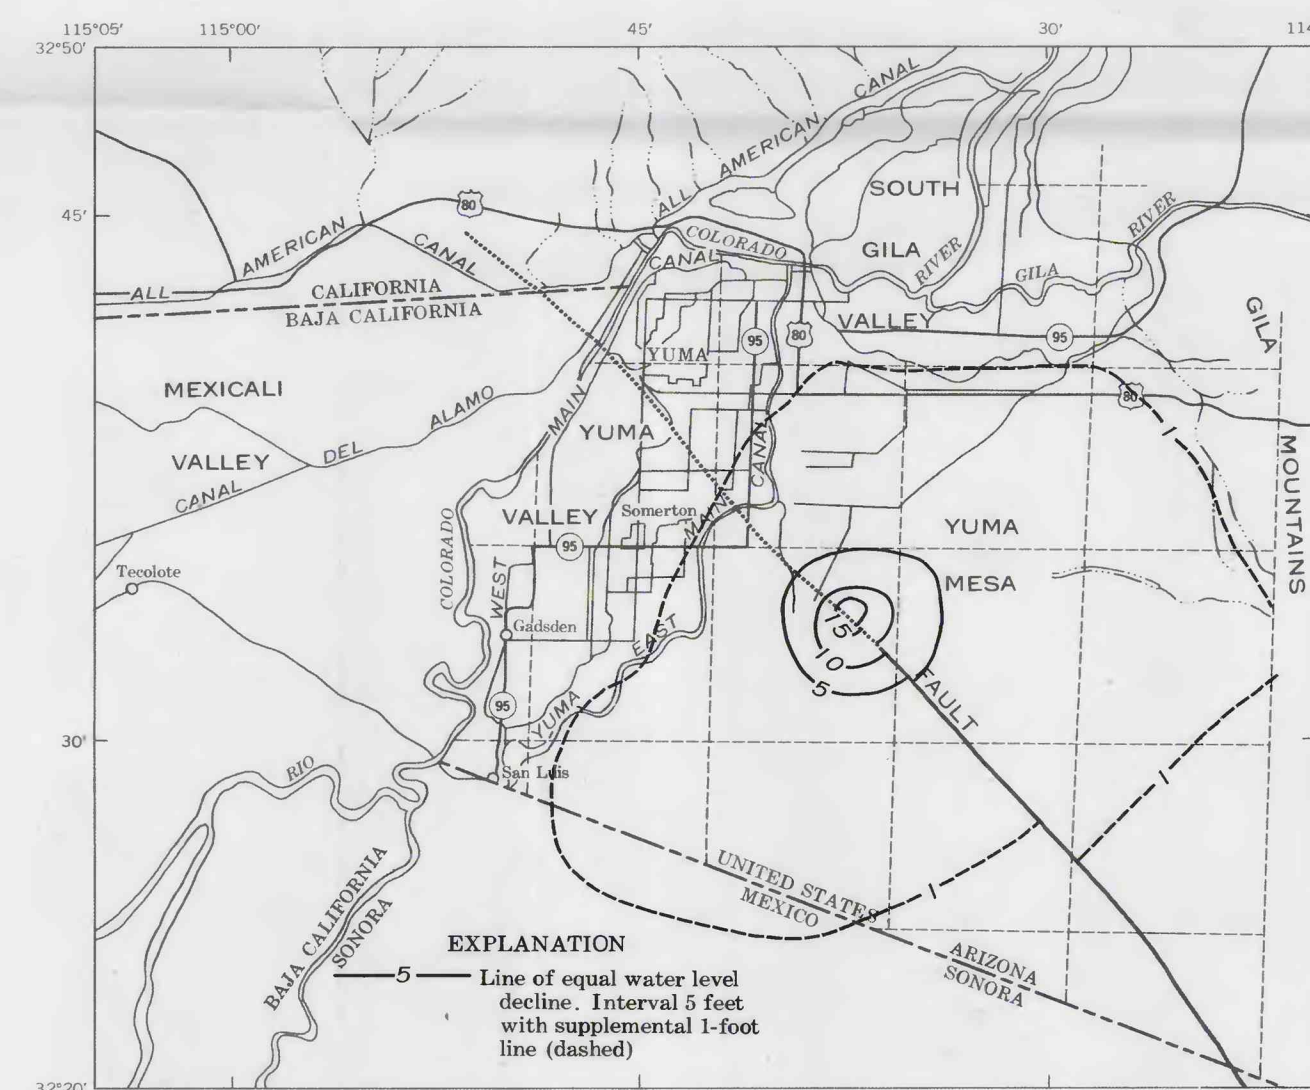 115°05' 115°00' 45' 30' 114
32°50'
ALL AMERICAN CANAL
SOUTH
80
45'
AMERICAN
CANAL
ALL
COLORADO
RIVER
CANAL
GILA
RIVER
GILA
RIVER
CALIFORNIA
BAJA CALIFORNIA
VALLEY
95
80
95
GILA
YUMA
MEXICALI
80
DEL
ALAMO
MAIN
YUMA
1
VALLEY
CANAL
CANAL
MOUNTAINS
COLORADO
VALLEY
Somerton
MAIN
YUMA
95
Tecolote
WEST
MESA
Gadsden
EAST
15
10
5
FAULT
95
YUMA
30'
San Luis
RIO
1
UNITED STATES
MEXICO
1
BAJA CALIFORNIA
SONORA
ARIZONA
SONORA
EXPLANATION
5 Line of equal water level
decline. Interval 5 feet
with supplemental 1-foot
line (dashed)
32°20'